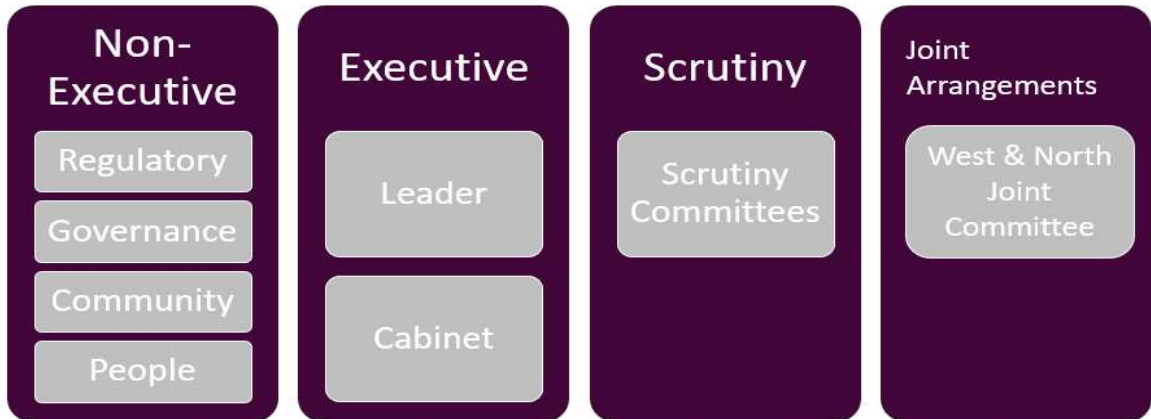 Non-
Executive
Regulatory
Governance
Community
People
Executive
Leader
Cabinet
Scrutiny
Scrutiny
Committees
Joint
Arrangements
West & North
Joint
Committee